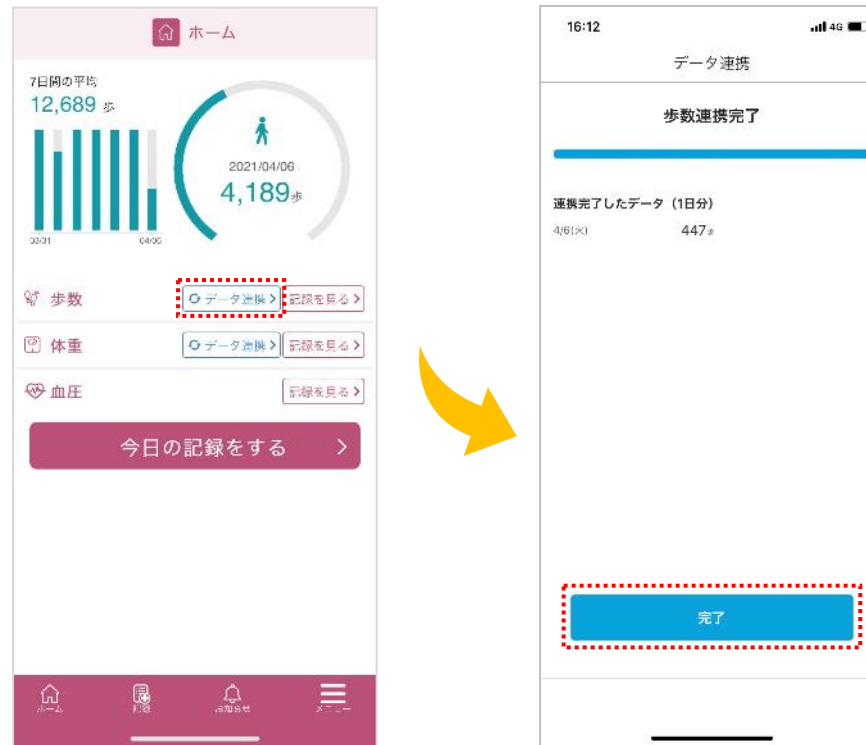 ホーム
7日間の平均
12,689 歩
2021/04/06
4,189歩
03/31
04/06
歩数
データ連携
記録を見る
体重
データ連携
記録を見る
血圧
記録を見る
今日の記録をする
ホーム
記録
お知らせ
メニュー
16:12
4G
データ連携
歩数連携完了
連携完了したデータ（1日分）
4/6(火) 447歩
完了